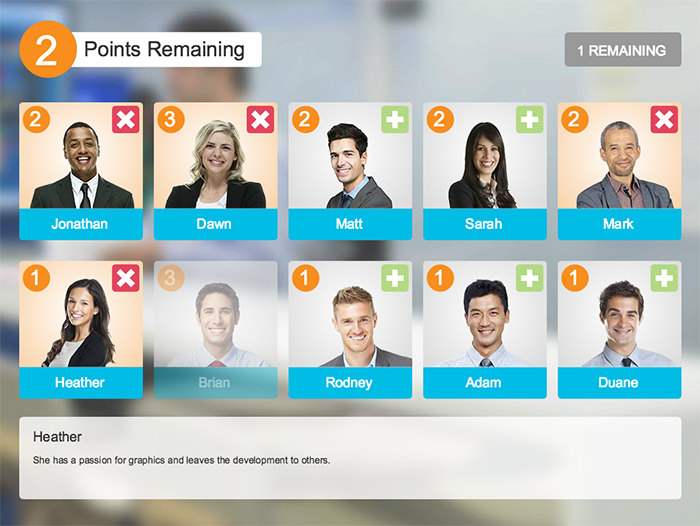 2 Points Remaining
1 REMAINING
2 3 2 2 2
Jonathan Dawn Matt Sarah Mark
1 3 1 1 1
Heather Brian Rodney Adam Duane
Heather
She has a passion for graphics and leaves the development to others.